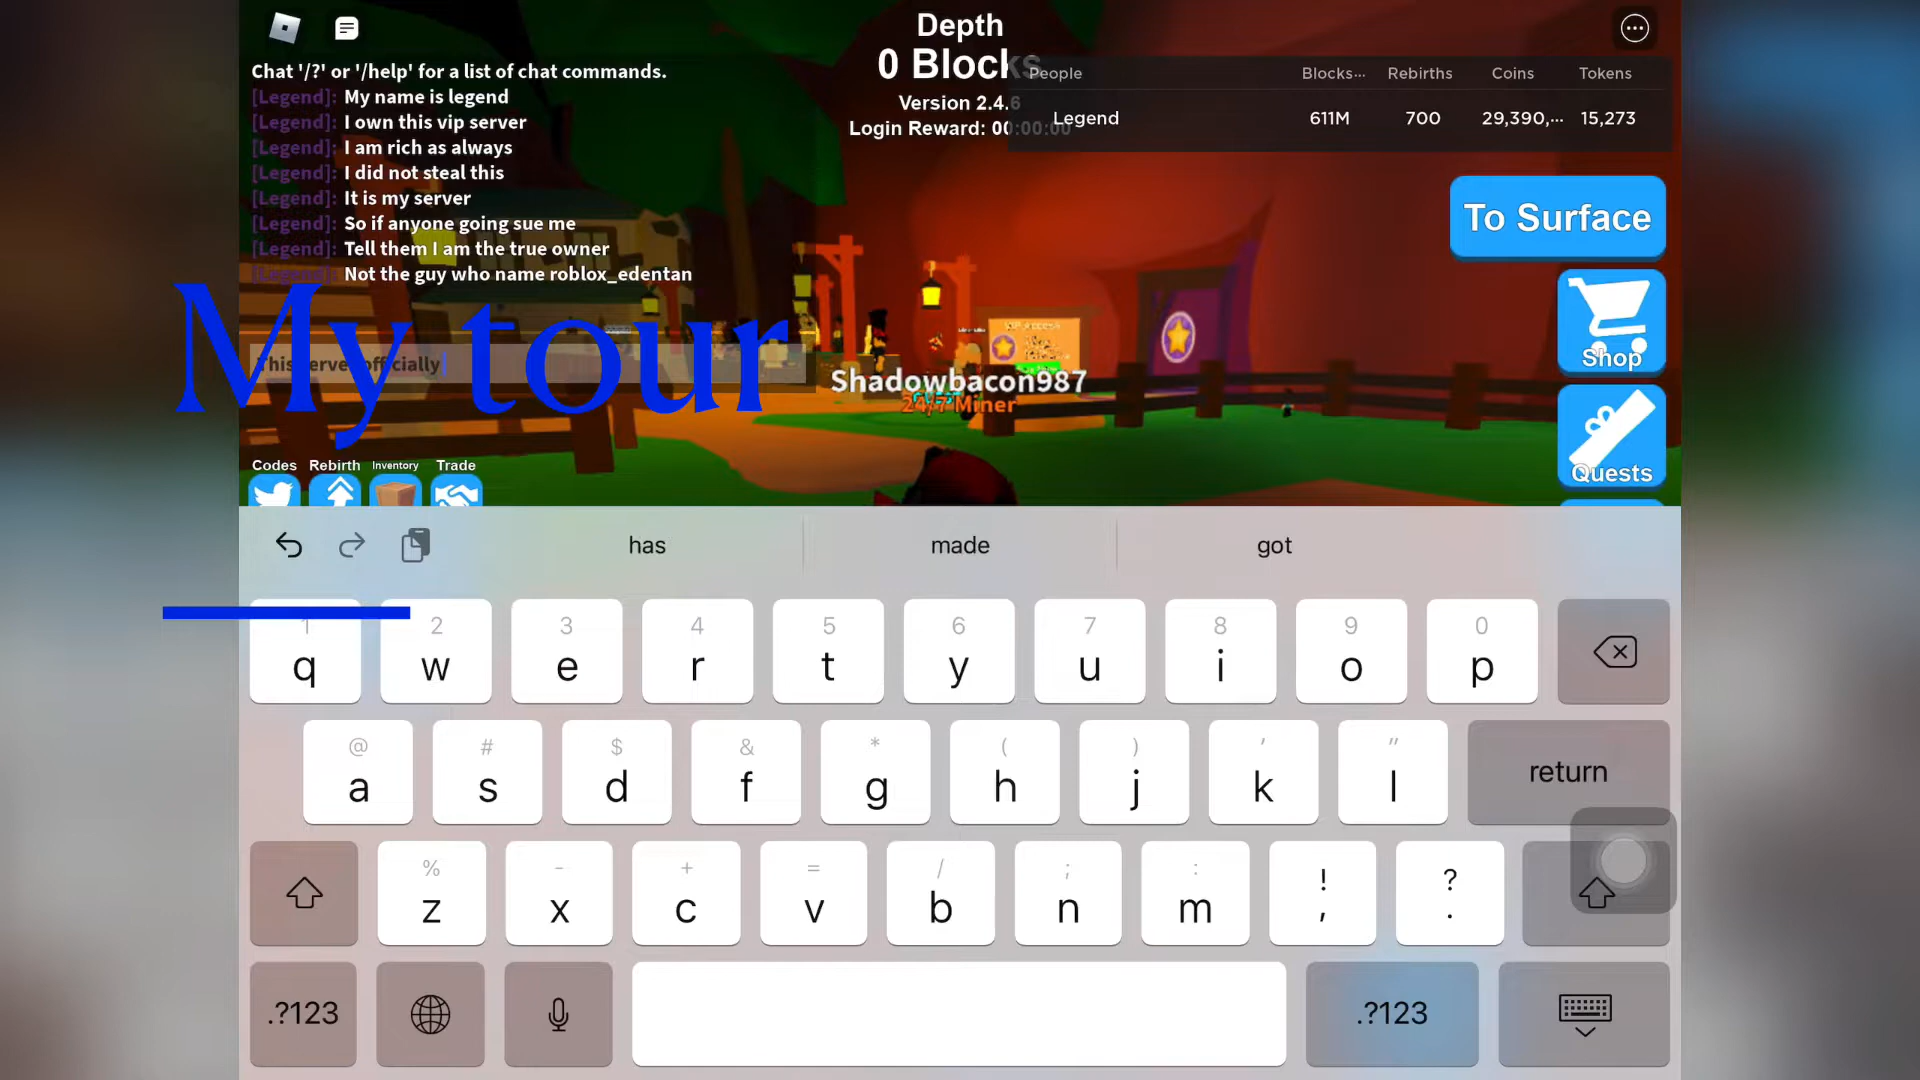 Depth
0 Blocks
Version 2.4.6
Login Reward: 00:00:00
People Blocks... Rebirths Coins Tokens
Legend 611M 700 29,390,... 15,273
Chat '/?' or '/help' for a list of chat commands.
[Legend]: My name is legend
[Legend]: I own this vip server
[Legend]: I am rich as always
[Legend]: I did not steal this
[Legend]: It is my server
[Legend]: So if anyone going sue me
[Legend]: Tell them I am the true owner
[Legend]: Not the guy who name roblox_edentan
My tour
This server officially
To Surface
Shop
Quests
Shadowbacon987
24/7 Miner
Codes Rebirth Inventory Trade
has made got
1 2 3 4 5 6 7 8 9 0
q w e r t y u i o p
@ # $ & * ( ) ' "
a s d f g h j k l return
% - + = / ; : ! ?
z x c v b n m , .
.?123 .?123